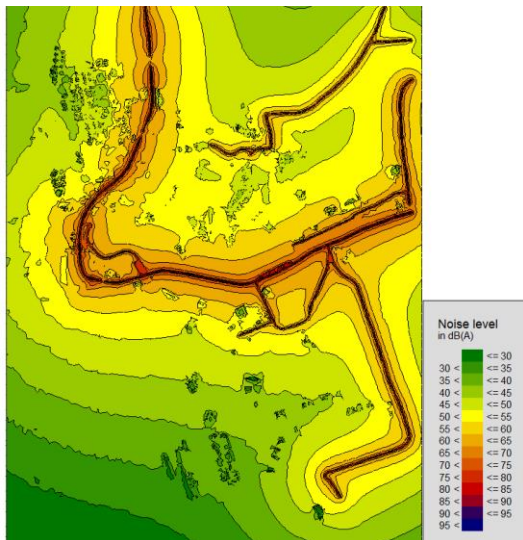 Noise level
in dB(A)
<= 30
30 < <= 35
35 < <= 40
40 < <= 45
45 < <= 50
50 < <= 55
55 < <= 60
60 < <= 65
65 < <= 70
70 < <= 75
75 < <= 80
80 < <= 85
85 < <= 90
90 < <= 95
95 <